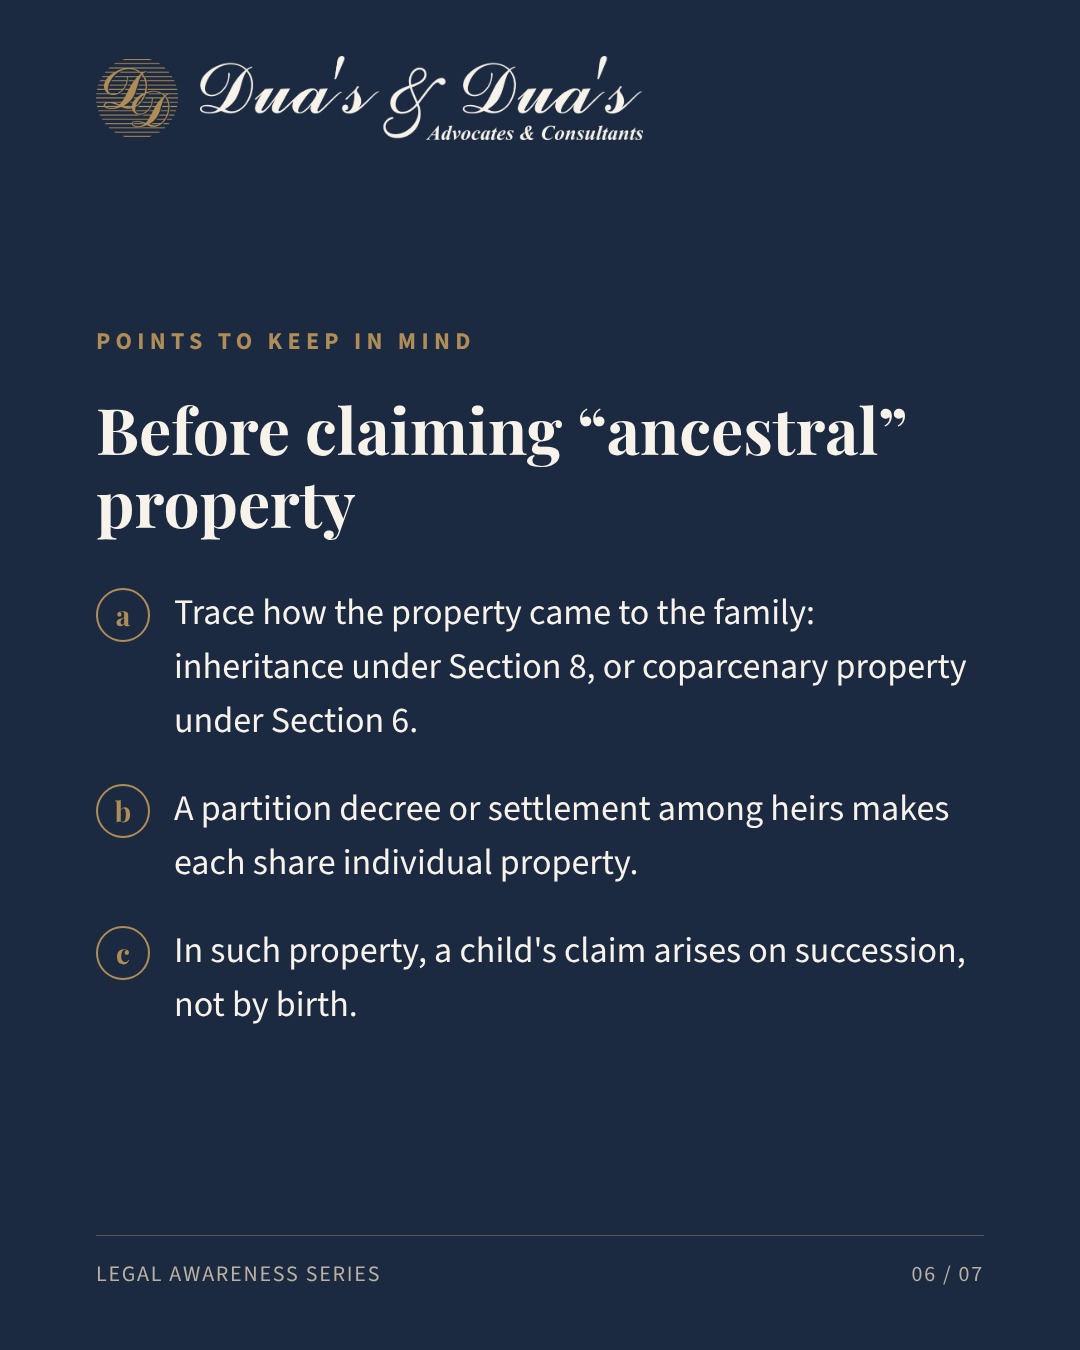 DD
Dua's & Dua's
Advocates & Consultants
POINTS TO KEEP IN MIND
Before claiming “ancestral”
property
a
Trace how the property came to the family:
inheritance under Section 8, or coparcenary property
under Section 6.
b
A partition decree or settlement among heirs makes
each share individual property.
c
In such property, a child's claim arises on succession,
not by birth.
LEGAL AWARENESS SERIES
06 / 07